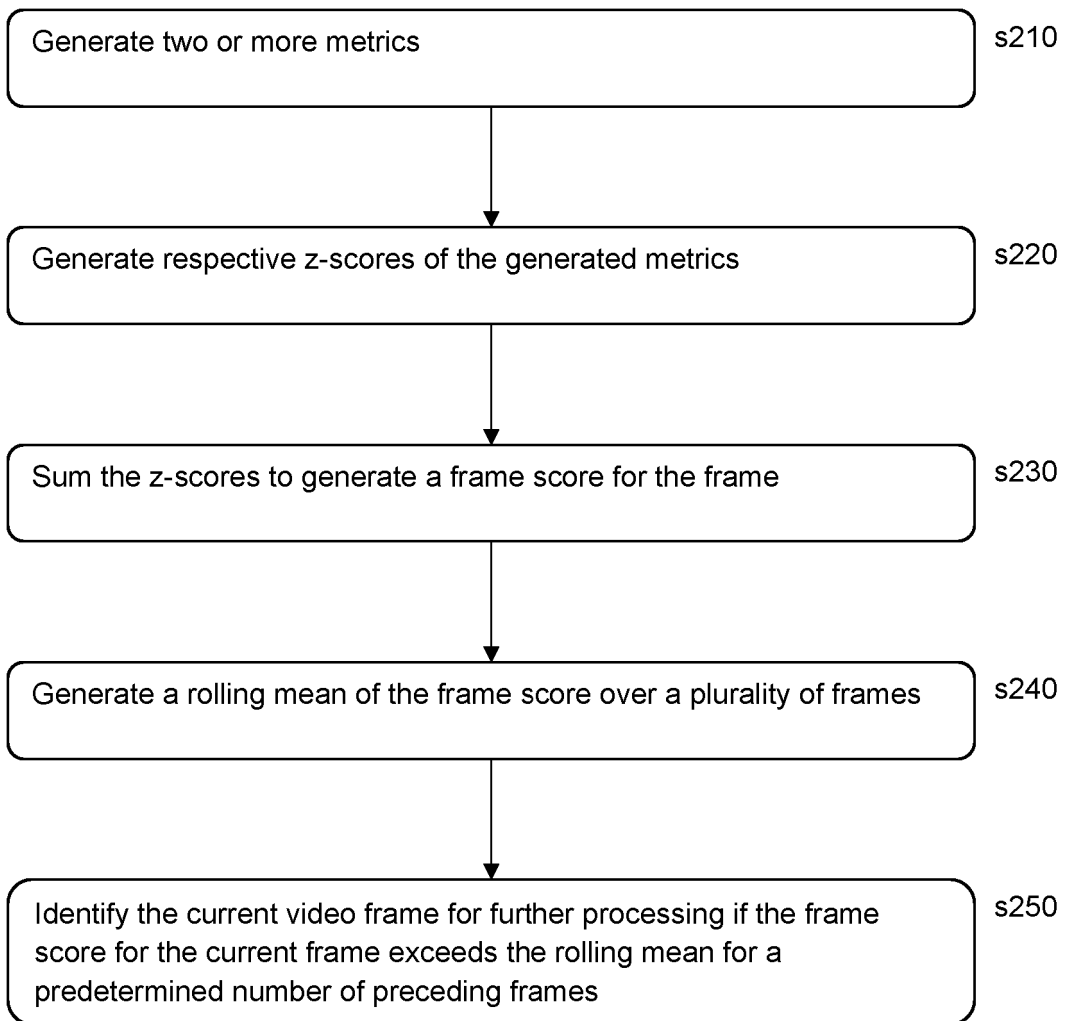 Generate two or more metrics
s210
Generate respective z-scores of the generated metrics
s220
Sum the z-scores to generate a frame score for the frame
s230
Generate a rolling mean of the frame score over a plurality of frames
s240
Identify the current video frame for further processing if the frame
score for the current frame exceeds the rolling mean for a
predetermined number of preceding frames
s250